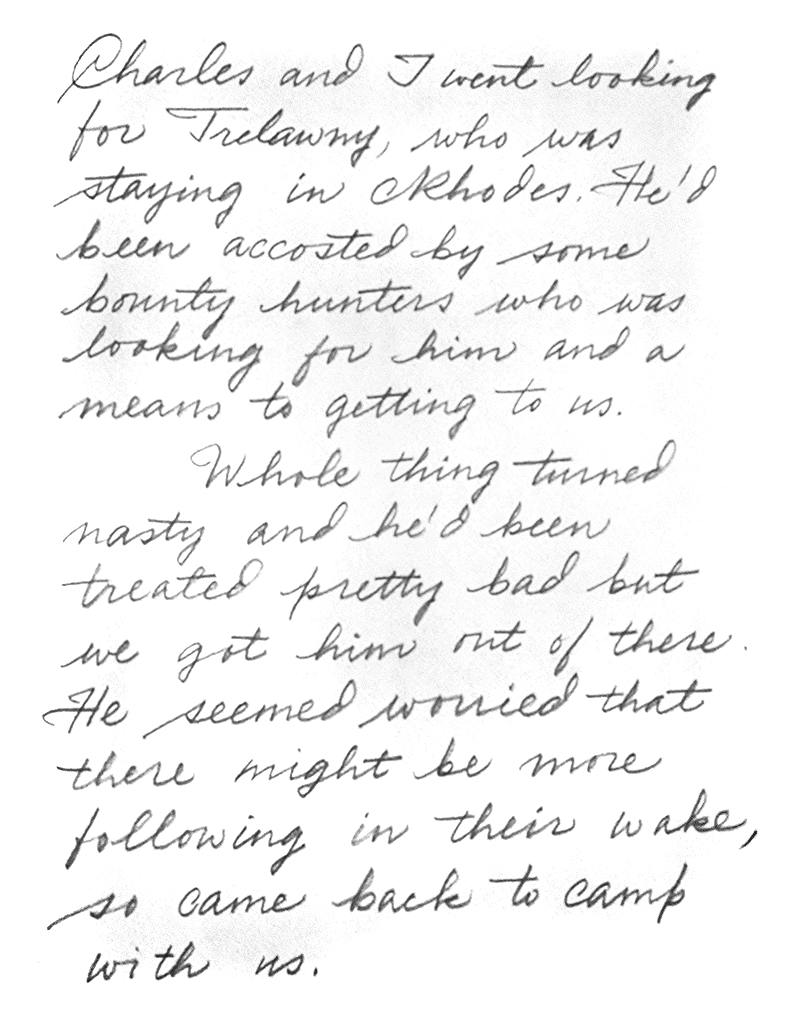 Charles and I went looking
for Trelawny, who was
staying in Rhodes. He'd
been accosted by some
bounty hunters who was
looking for him and a
means to getting to us.
Whole thing turned
nasty and he'd been
treated pretty bad but
we got him out of there.
He seemed worried that
there might be more
following in their wake,
so came back to camp
with us.